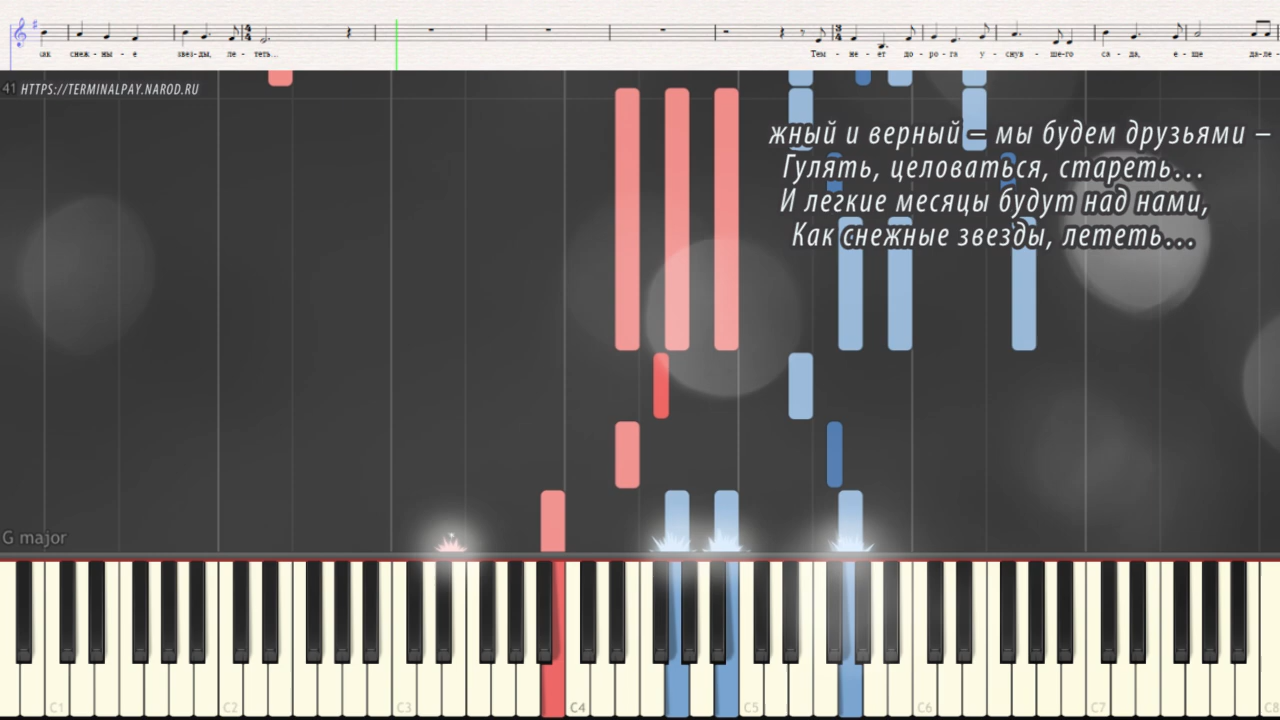 как снеж - ны - е звез-ды, ле - теть... Тем - не - ет до - ро - га у - снув - ше-го са - да, е - ще да-ле-
41 HTTPS://TERMINALPAY.NAROD.RU
жный и верный – мы будем друзьями –
Гулять, целоваться, стареть...
И легкие месяцы будут над нами,
Как снежные звезды, лететь...
G major
C1 C2 C3 C4 C5 C6 C7 C8